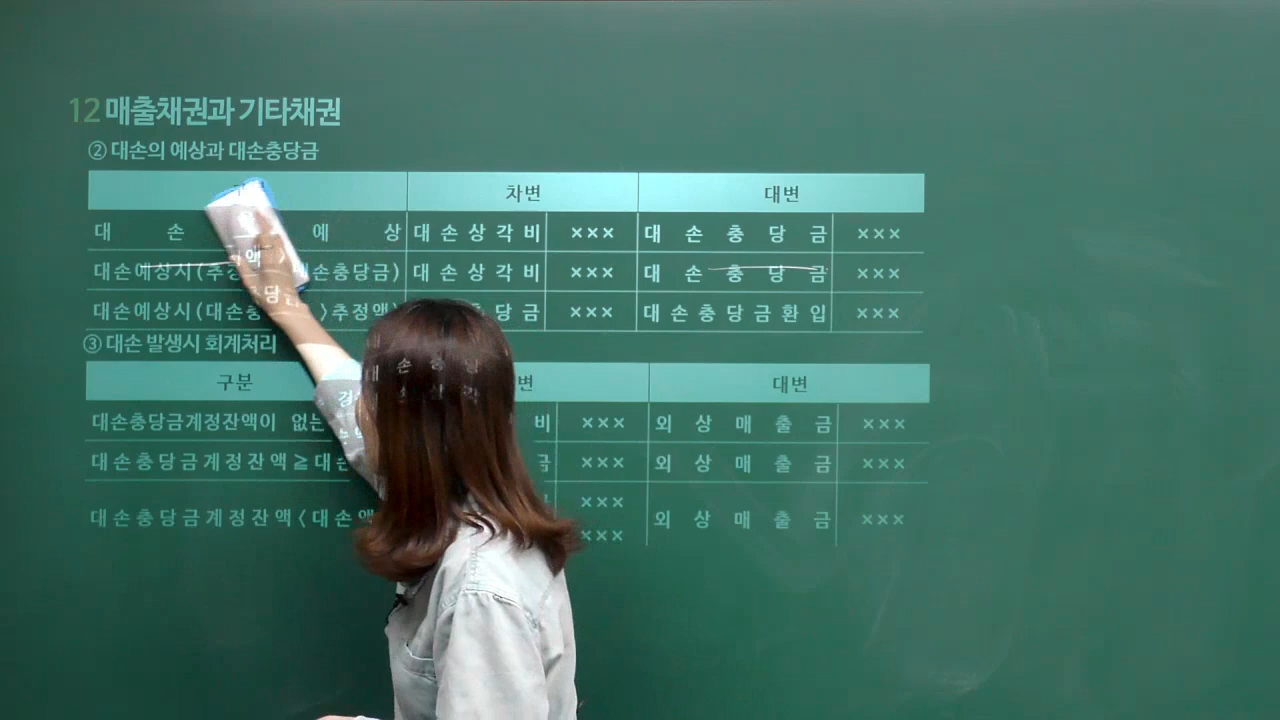 12 매출채권과 기타채권
② 대손의 예상과 대손충당금
차변 대변
대 손 예 상 대 손 상 각 비 ××× 대 손 충 당 금 ×××
대손예상시(추정액 〉 대손충당금) 대 손 상 각 비 ××× 대 손 충 당 금 ×××
대손예상시(대손충당금 〉추정액) 충 당 금 ××× 대 손 충 당 금 환 입 ×××
③ 대손 발생시 회계처리
구분 변 대변
대손충당금계정잔액이 없는 비 ××× 외 상 매 출 금 ×××
대손충당금계정잔액≧대손 금 ××× 외 상 매 출 금 ×××
대손충당금계정잔액〈대손액 ××× 외 상 매 출 금 ×××
×××